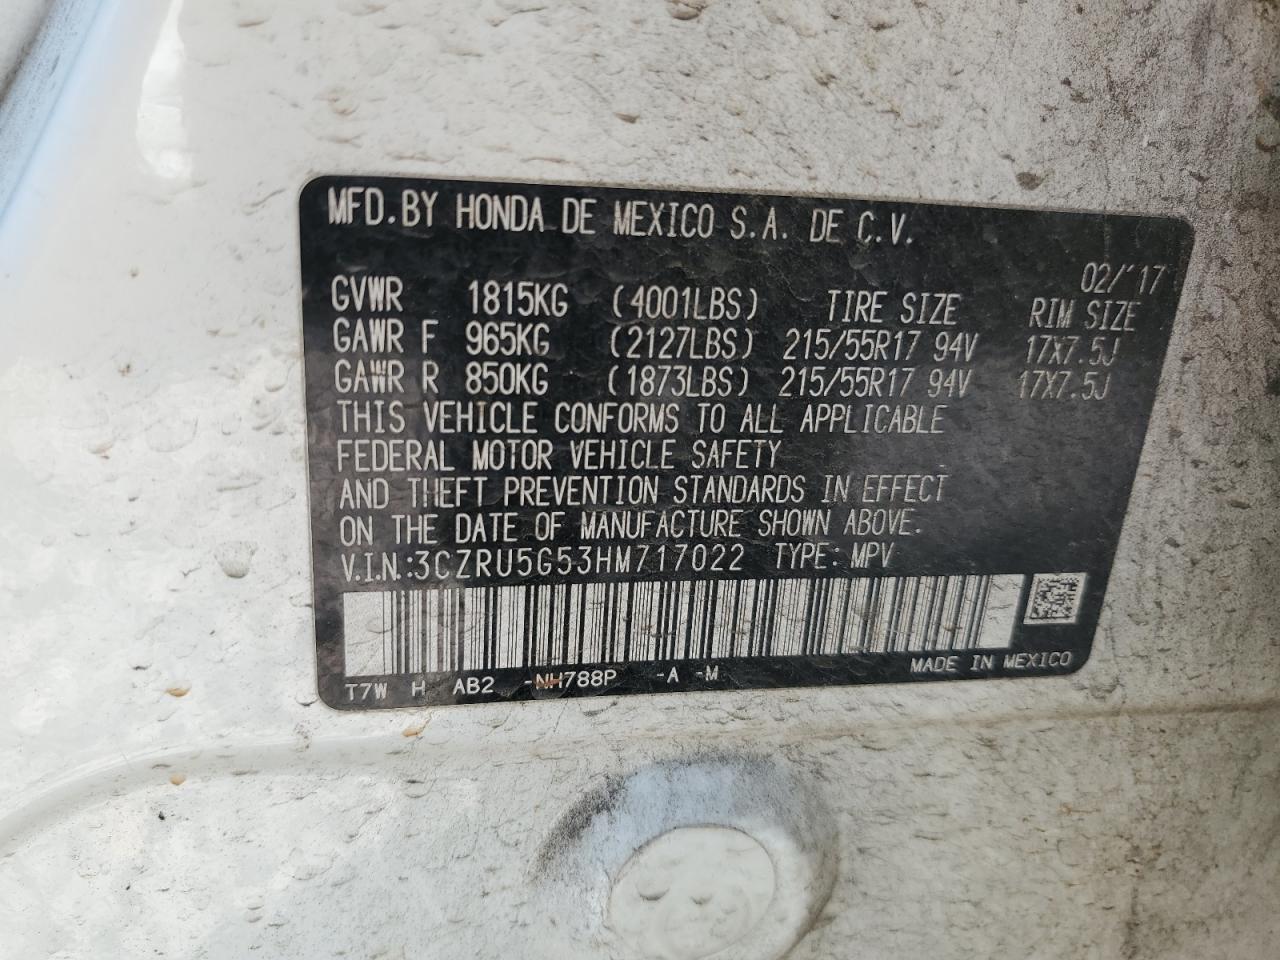 MFD.BY HONDA DE MEXICO S.A. DE C.V.
02/'17
GVWR 1815KG (4001LBS) TIRE SIZE RIM SIZE
GAWR F 965KG (2127LBS) 215/55R17 94V 17X7.5J
GAWR R 850KG (1873LBS) 215/55R17 94V 17X7.5J
THIS VEHICLE CONFORMS TO ALL APPLICABLE
FEDERAL MOTOR VEHICLE SAFETY
AND THEFT PREVENTION STANDARDS IN EFFECT
ON THE DATE OF MANUFACTURE SHOWN ABOVE.
V.I.N.:3CZRU5G53HM717022 TYPE: MPV
MADE IN MEXICO
T7W H AB2 -NH788P -A -M